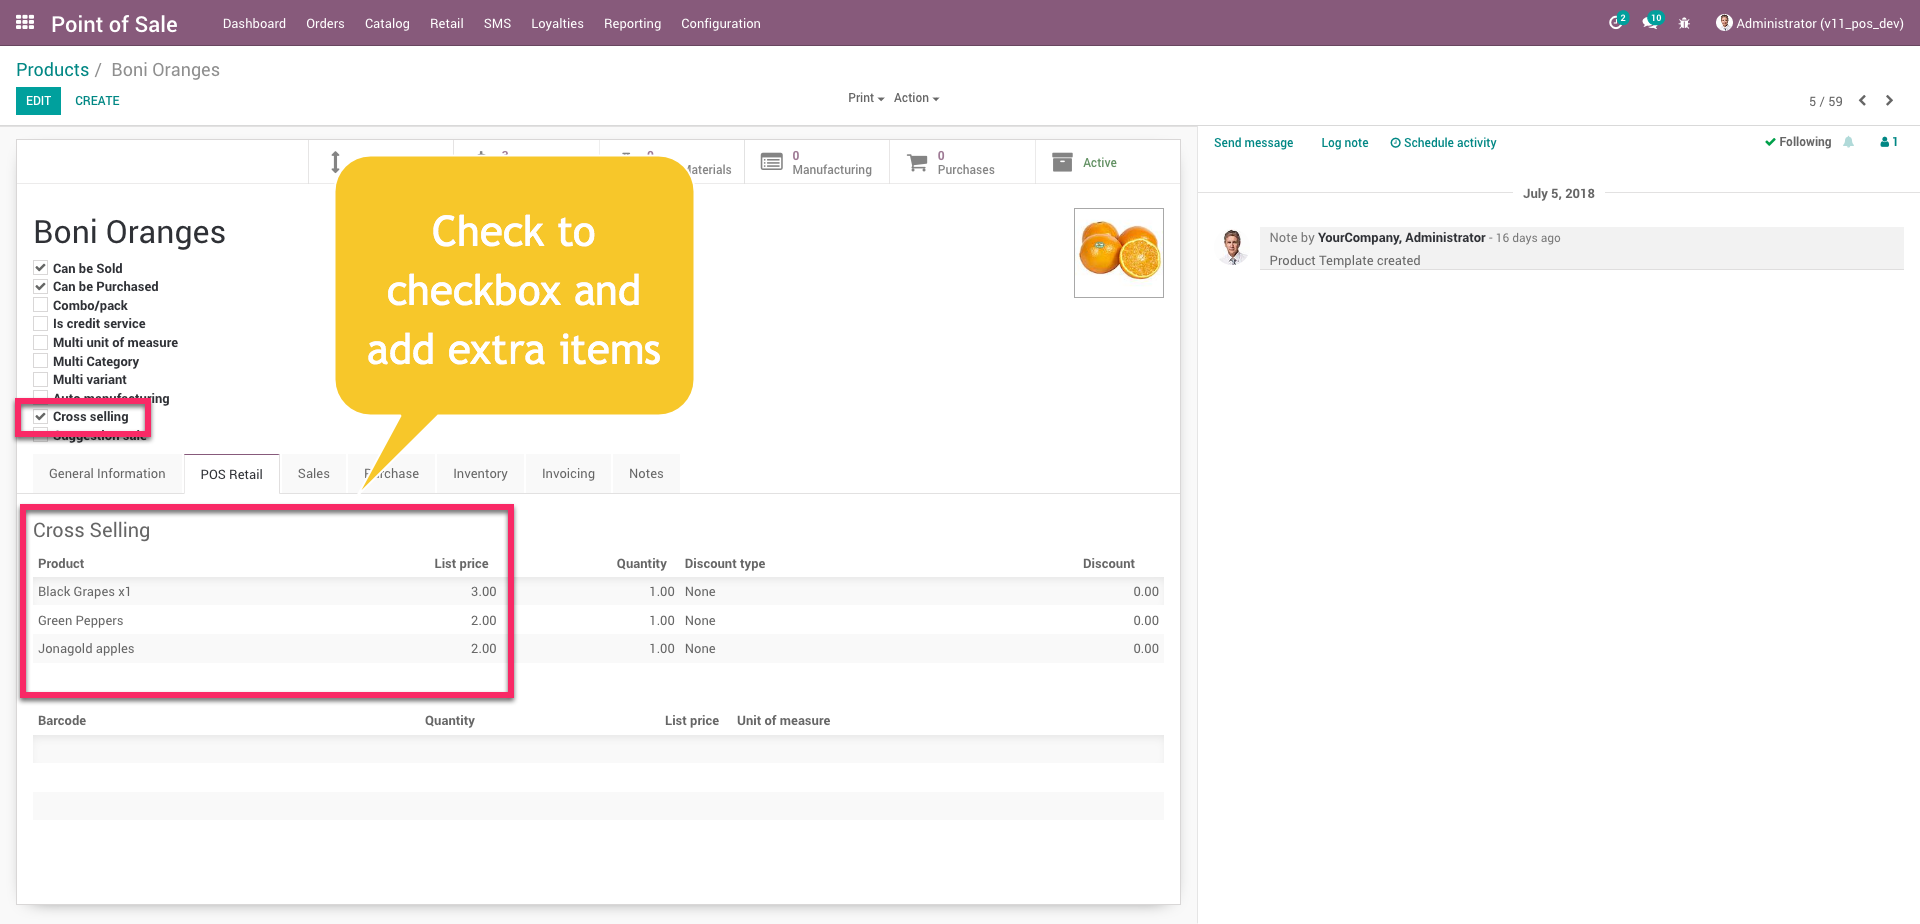 Point of Sale
Dashboard Orders Catalog Retail SMS Loyalties Reporting Configuration
2 10 Administrator (v11_pos_dev)
Products / Boni Oranges
EDIT CREATE
Print Action
5 / 59
0 Manufacturing
0 Purchases
Active
Boni Oranges
Can be Sold
Can be Purchased
Combo/pack
Is credit service
Multi unit of measure
Multi Category
Multi variant
Auto manufacturing
Cross selling
Suggestion sale
Check to
checkbox and
add extra items
General Information POS Retail Sales Purchase Inventory Invoicing Notes
Cross Selling
Product List price Quantity Discount type Discount
Black Grapes x1 3.00 1.00 None 0.00
Green Peppers 2.00 1.00 None 0.00
Jonagold apples 2.00 1.00 None 0.00
Barcode Quantity List price Unit of measure
Send message Log note Schedule activity
Following 1
July 5, 2018
Note by YourCompany, Administrator - 16 days ago
Product Template created